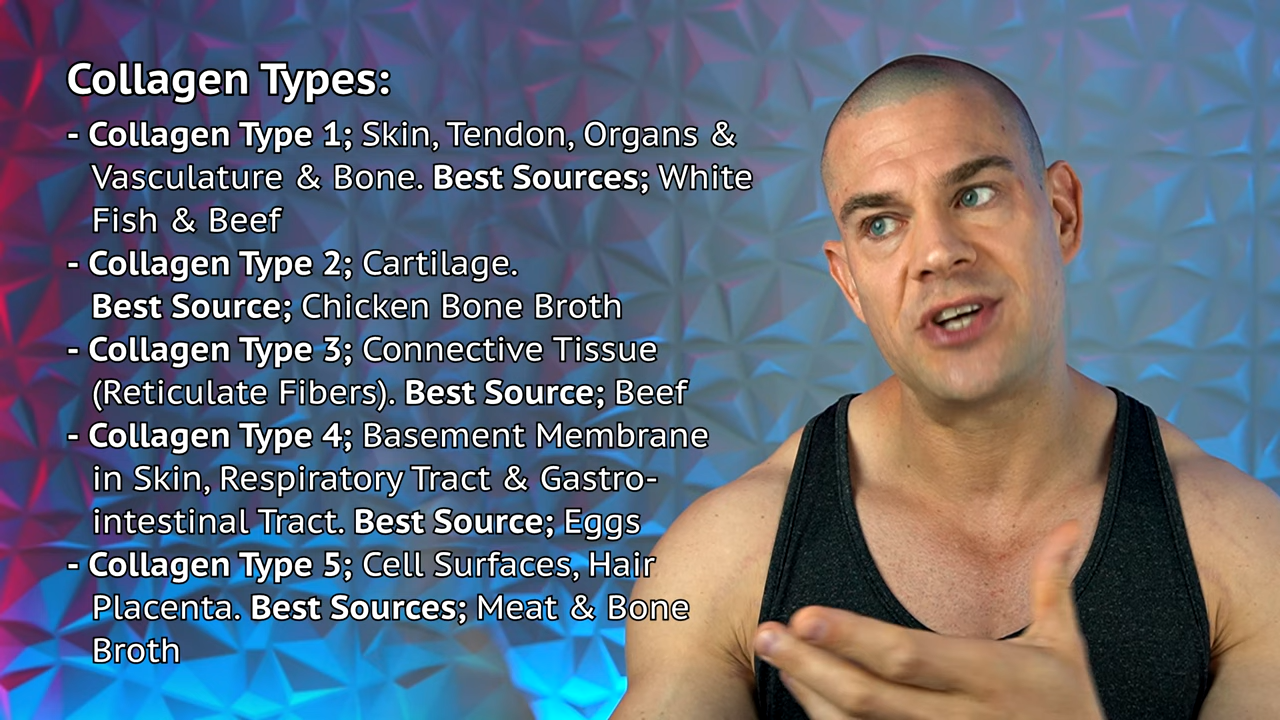 Collagen Types:
- Collagen Type 1; Skin, Tendon, Organs &
Vasculature & Bone. Best Sources; White
Fish & Beef
- Collagen Type 2; Cartilage.
Best Source; Chicken Bone Broth
- Collagen Type 3; Connective Tissue
(Reticulate Fibers). Best Source; Beef
- Collagen Type 4; Basement Membrane
in Skin, Respiratory Tract & Gastro-
intestinal Tract. Best Source; Eggs
- Collagen Type 5; Cell Surfaces, Hair
Placenta. Best Sources; Meat & Bone
Broth